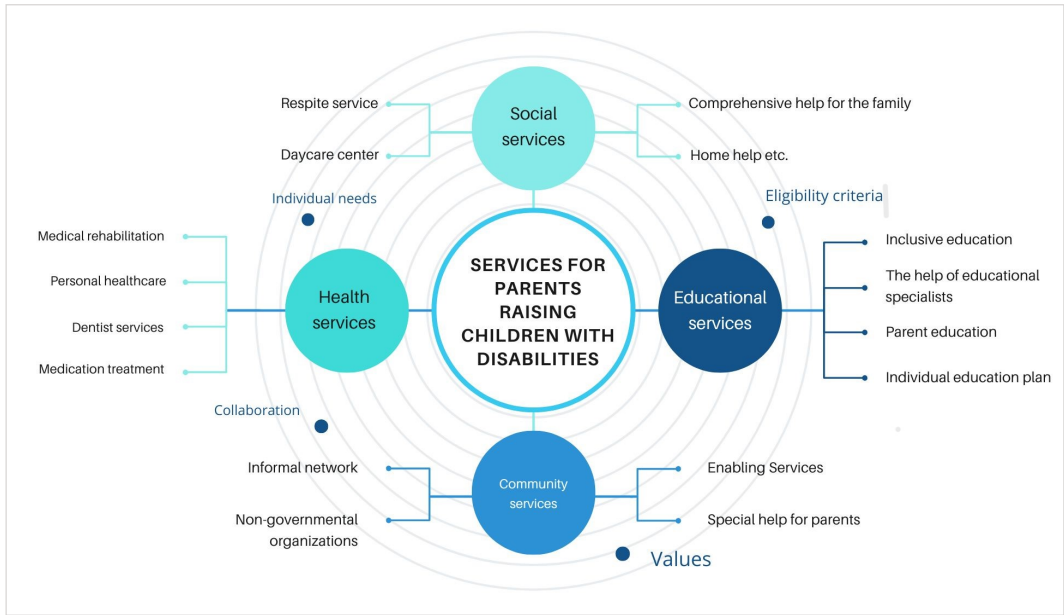 Respite service
Daycare center
Social
services
Comprehensive help for the family
Home help etc.
Individual needs
Eligibility criteria
Medical rehabilitation
Personal healthcare
Dentist services
Medication treatment
Health
services
SERVICES FOR
PARENTS
RAISING
CHILDREN WITH
DISABILITIES
Educational
services
Inclusive education
The help of educational
specialists
Parent education
Individual education plan
Collaboration
Informal network
Non-governmental
organizations
Community
services
Enabling Services
Special help for parents
Values